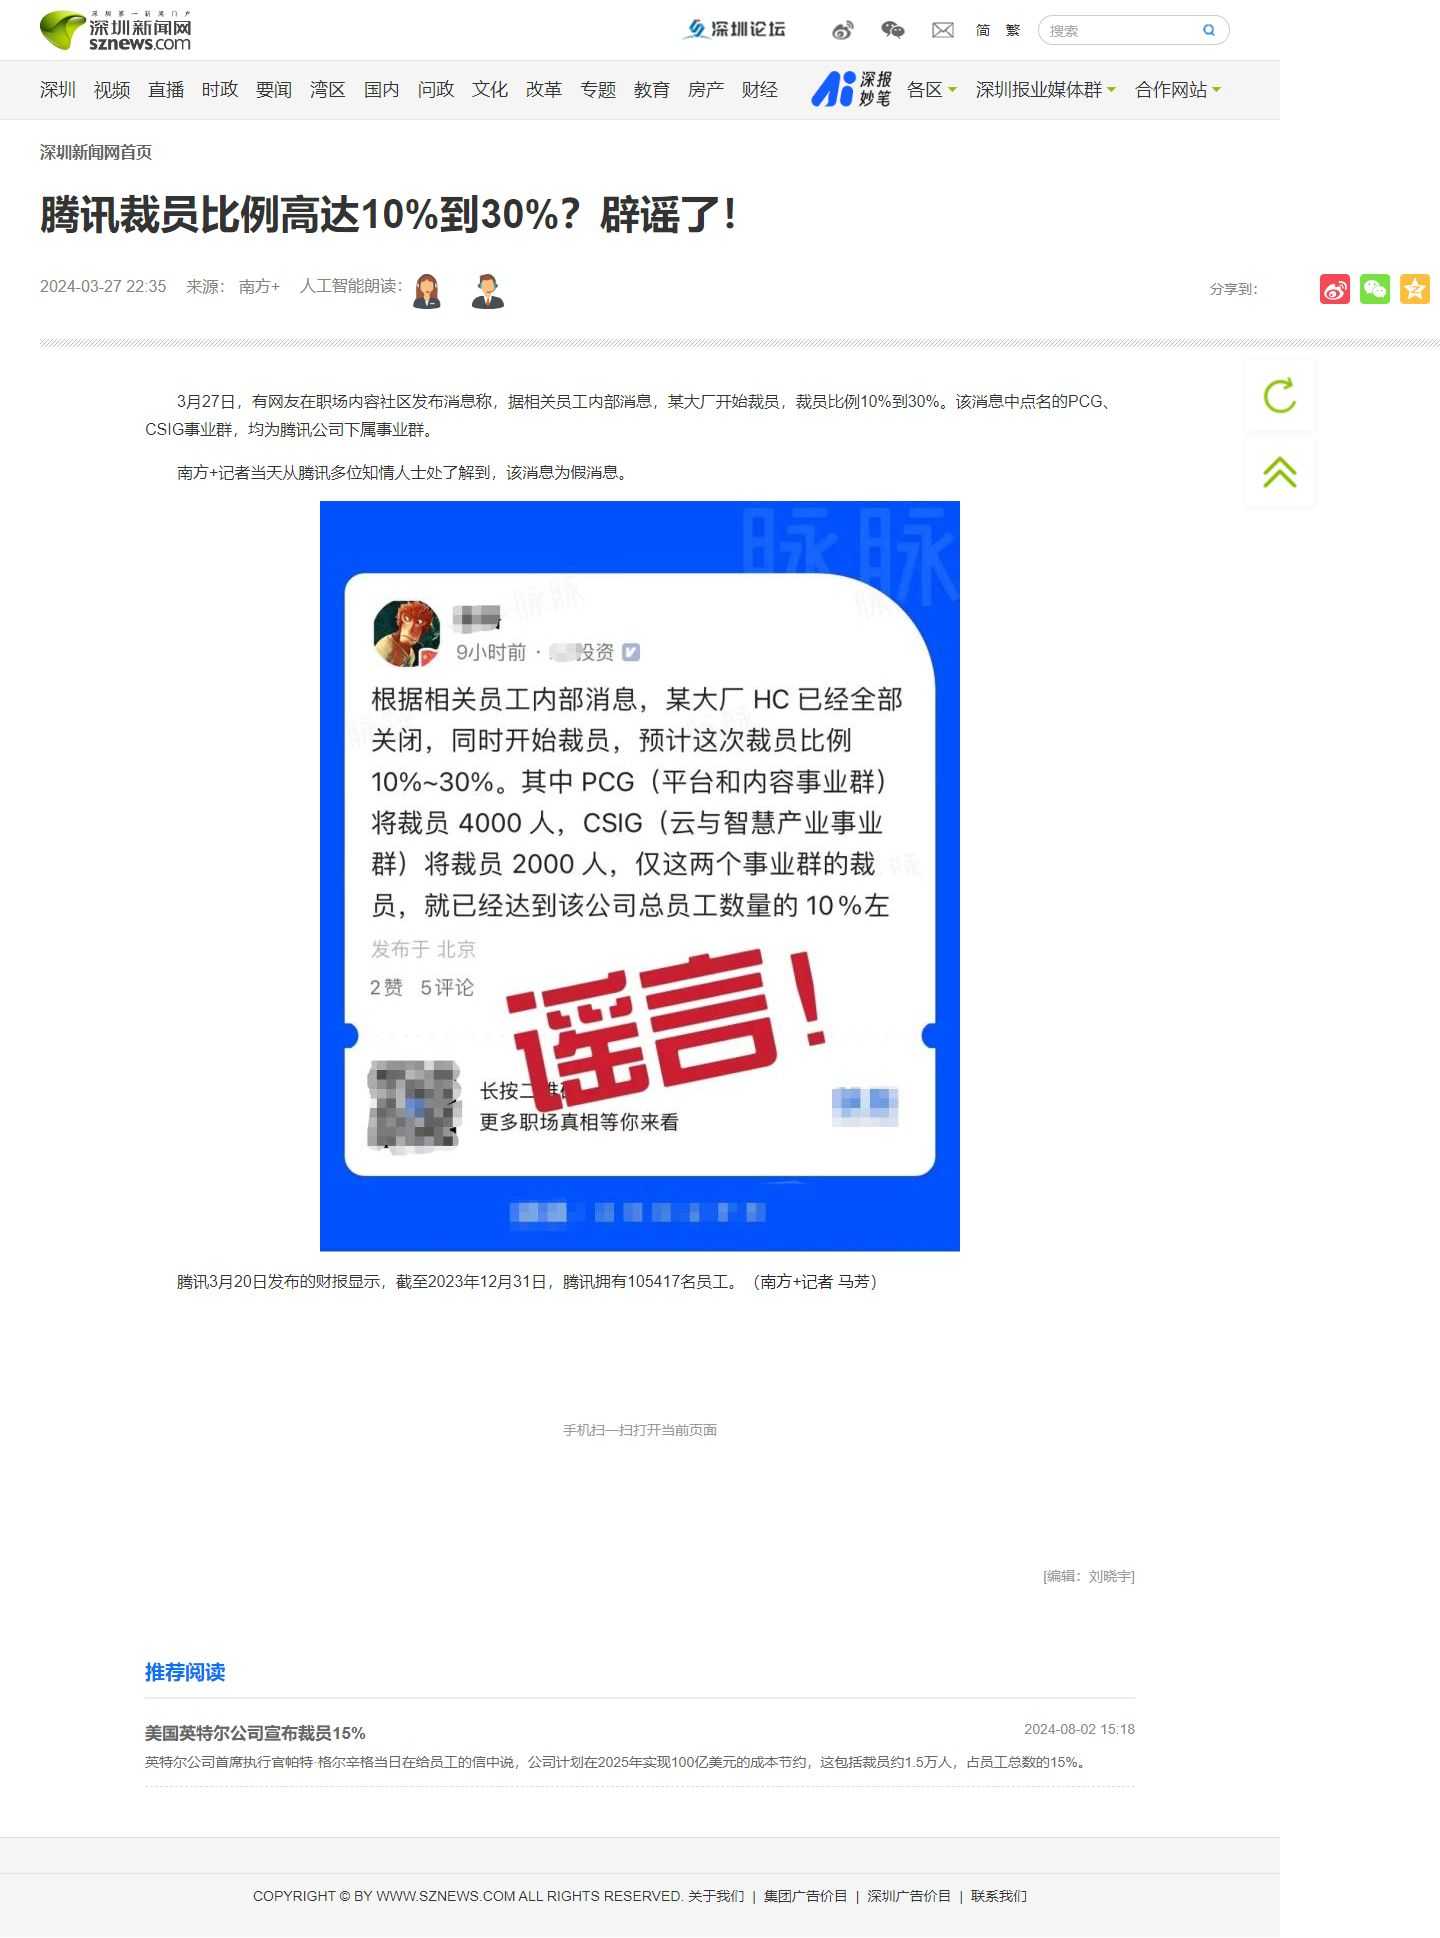 深圳第一新闻门户
深圳新闻网
sznews.com
深圳论坛
简 繁
搜索
深圳 视频 直播 时政 要闻 湾区 国内 问政 文化 改革 专题 教育 房产 财经 Ai 深报妙笔 各区 深圳报业媒体群 合作网站
深圳新闻网首页
腾讯裁员比例高达10%到30%？辟谣了！
2024-03-27 22:35 来源： 南方+ 人工智能朗读：
分享到：
3月27日，有网友在职场内容社区发布消息称，据相关员工内部消息，某大厂开始裁员，裁员比例10%到30%。该消息中点名的PCG、
CSIG事业群，均为腾讯公司下属事业群。
南方+记者当天从腾讯多位知情人士处了解到，该消息为假消息。
脉脉
9小时前 · 投资
根据相关员工内部消息，某大厂 HC 已经全部
关闭，同时开始裁员，预计这次裁员比例
10%~30%。其中 PCG（平台和内容事业群）
将裁员 4000 人，CSIG（云与智慧产业事业
群）将裁员 2000 人，仅这两个事业群的裁
员，就已经达到该公司总员工数量的 10%左
发布于 北京
2赞 5评论
谣言！
长按二维码
更多职场真相等你来看
腾讯3月20日发布的财报显示，截至2023年12月31日，腾讯拥有105417名员工。（南方+记者 马芳）
手机扫一扫打开当前页面
[编辑：刘晓宇]
推荐阅读
美国英特尔公司宣布裁员15%
2024-08-02 15:18
英特尔公司首席执行官帕特·格尔辛格当日在给员工的信中说，公司计划在2025年实现100亿美元的成本节约，这包括裁员约1.5万人，占员工总数的15%。
COPYRIGHT © BY WWW.SZNEWS.COM ALL RIGHTS RESERVED. 关于我们 | 集团广告价目 | 深圳广告价目 | 联系我们